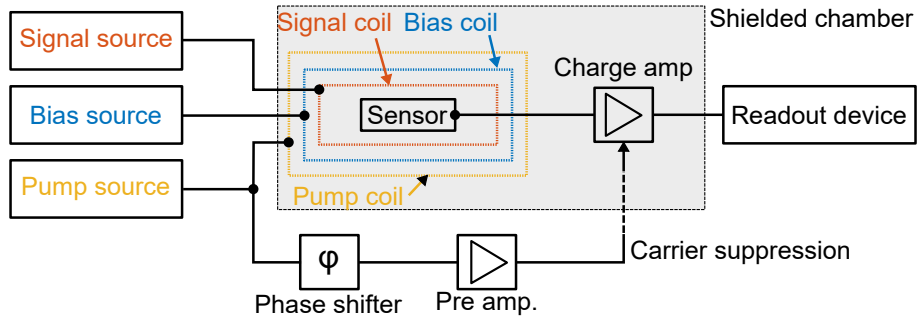 Shielded chamber
Signal coil
Bias coil
Signal source
Charge amp
Bias source
Sensor
Readout device
Pump source
Pump coil
Carrier suppression
φ
Phase shifter
Pre amp.